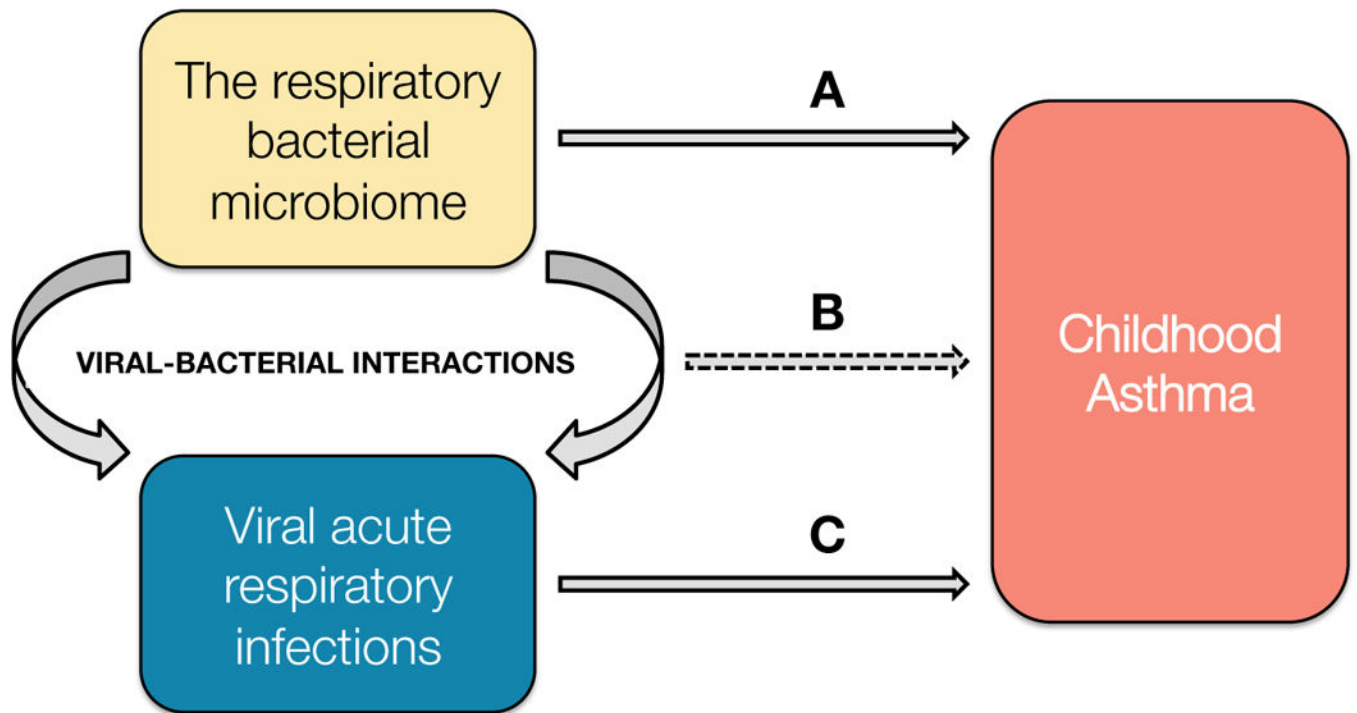 The respiratory
bacterial
microbiome
A
VIRAL-BACTERIAL INTERACTIONS
B
Childhood
Asthma
Viral acute
respiratory
infections
C